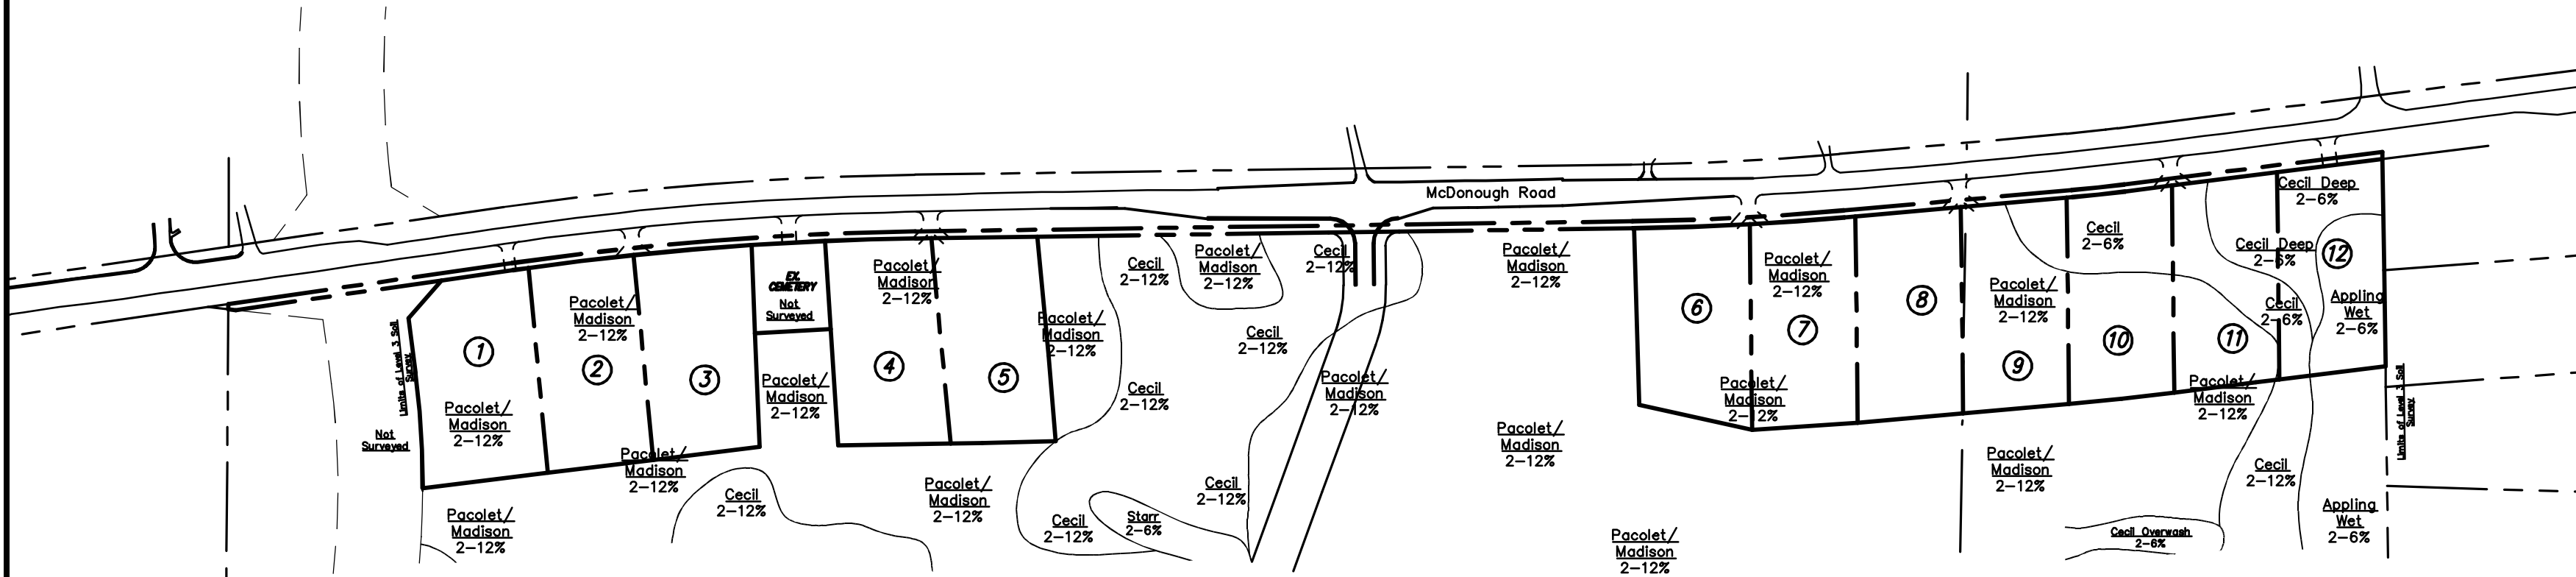 McDonough Road
Cecil Deep
2-6%
Cecil
2-6%
Cecil Deep
2-6%
12
Pacolet/
Madison
2-12%
Cecil
2-12%
Pacolet/
Madison
2-12%
Cecil
2-12%
Pacolet/
Madison
2-12%
Pacolet/
Madison
2-12%
EX.
CEMETERY
Not
Surveyed
Pacolet/
Madison
2-12%
Pacolet/
Madison
2-12%
Appling
Wet
2-6%
Cecil
2-6%
6
7
8
9
10
11
Pacolet/
Madison
2-12%
Cecil
2-12%
Limits of Level 3 Soil
Survey
1
2
3
4
5
Pacolet/
Madison
2-12%
Cecil
2-12%
Pacolet/
Madison
2-12%
Pacolet/
Madison
2-12%
Pacolet/
Madison
2-12%
Pacolet/
Madison
2-12%
Not
Surveyed
Limits of Level 3 Soil
Survey
Pacolet/
Madison
2-12%
Pacolet/
Madison
2-12%
Pacolet/
Madison
2-12%
Cecil
2-12%
Cecil
2-12%
Pacolet/
Madison
2-12%
Cecil
2-12%
Pacolet/
Madison
2-12%
Cecil
2-12%
Starr
2-6%
Appling
Wet
2-6%
Cecil Overwash
2-6%
Pacolet/
Madison
2-12%